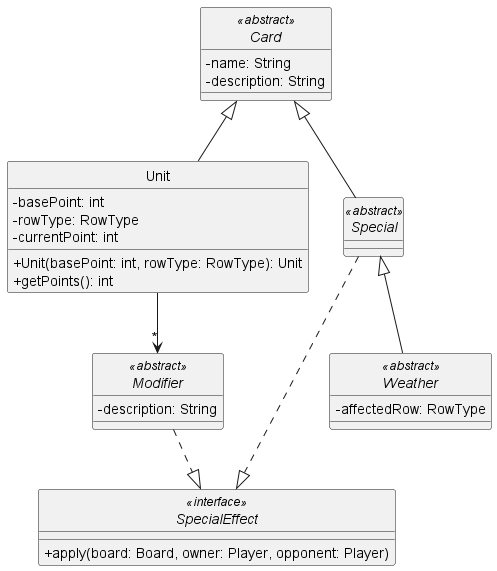 «abstract»
Card
-name: String
-description: String
Unit
-basePoint: int
-rowType: RowType
-currentPoint: int
+Unit(basePoint: int, rowType: RowType): Unit
+getPoints(): int
«abstract»
Special
*
«abstract»
Modifier
-description: String
«abstract»
Weather
-affectedRow: RowType
«interface»
SpecialEffect
+apply(board: Board, owner: Player, opponent: Player)